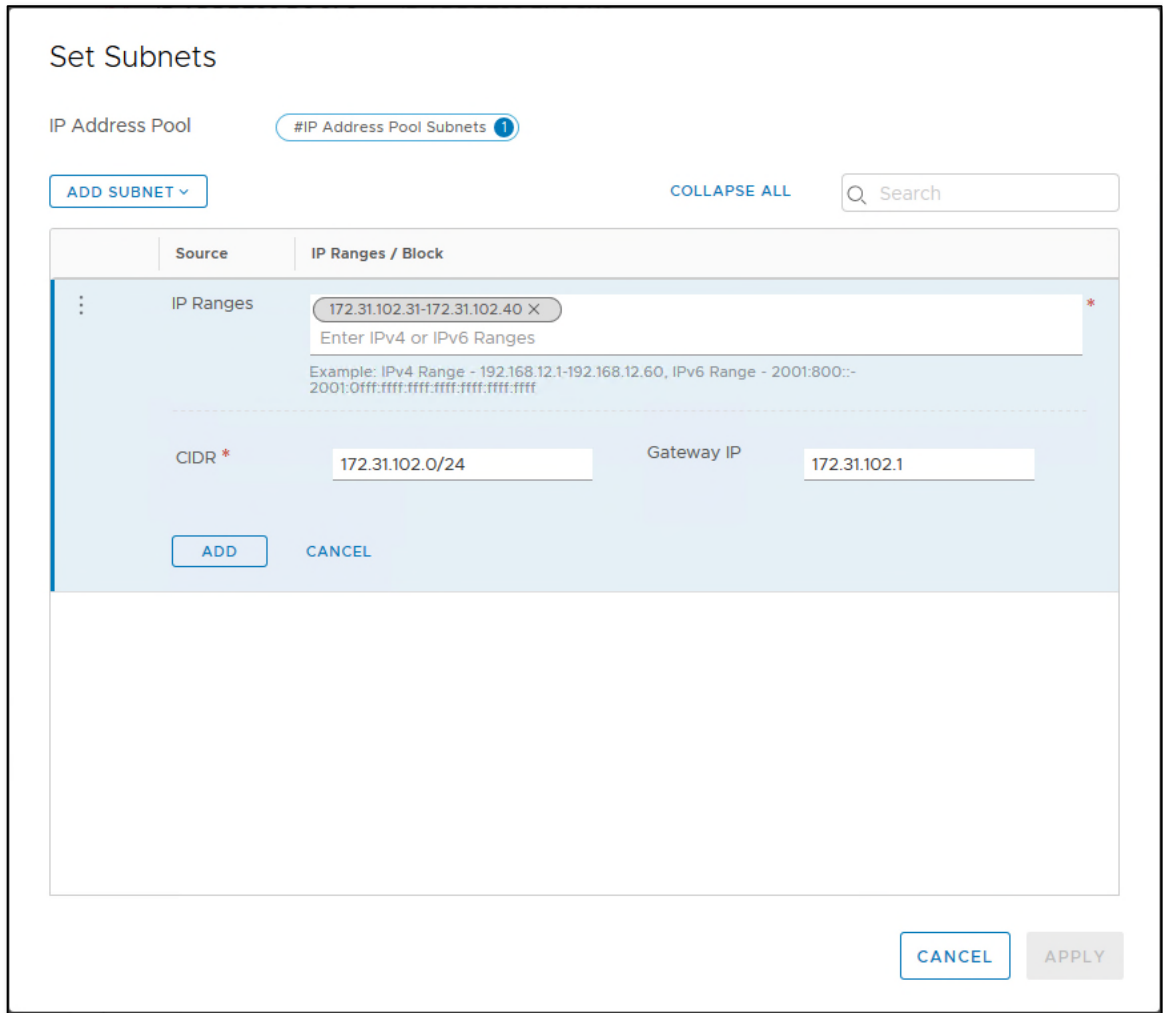 Set Subnets
IP Address Pool #IP Address Pool Subnets 1
ADD SUBNET COLLAPSE ALL Search
Source IP Ranges / Block
IP Ranges 172.31.102.31-172.31.102.40 *
Enter IPv4 or IPv6 Ranges
Example: IPv4 Range - 192.168.12.1-192.168.12.60, IPv6 Range - 2001:800::-
2001:0fff:ffff:ffff:ffff:ffff:ffff:ffff
CIDR * 172.31.102.0/24 Gateway IP 172.31.102.1
ADD CANCEL
CANCEL APPLY